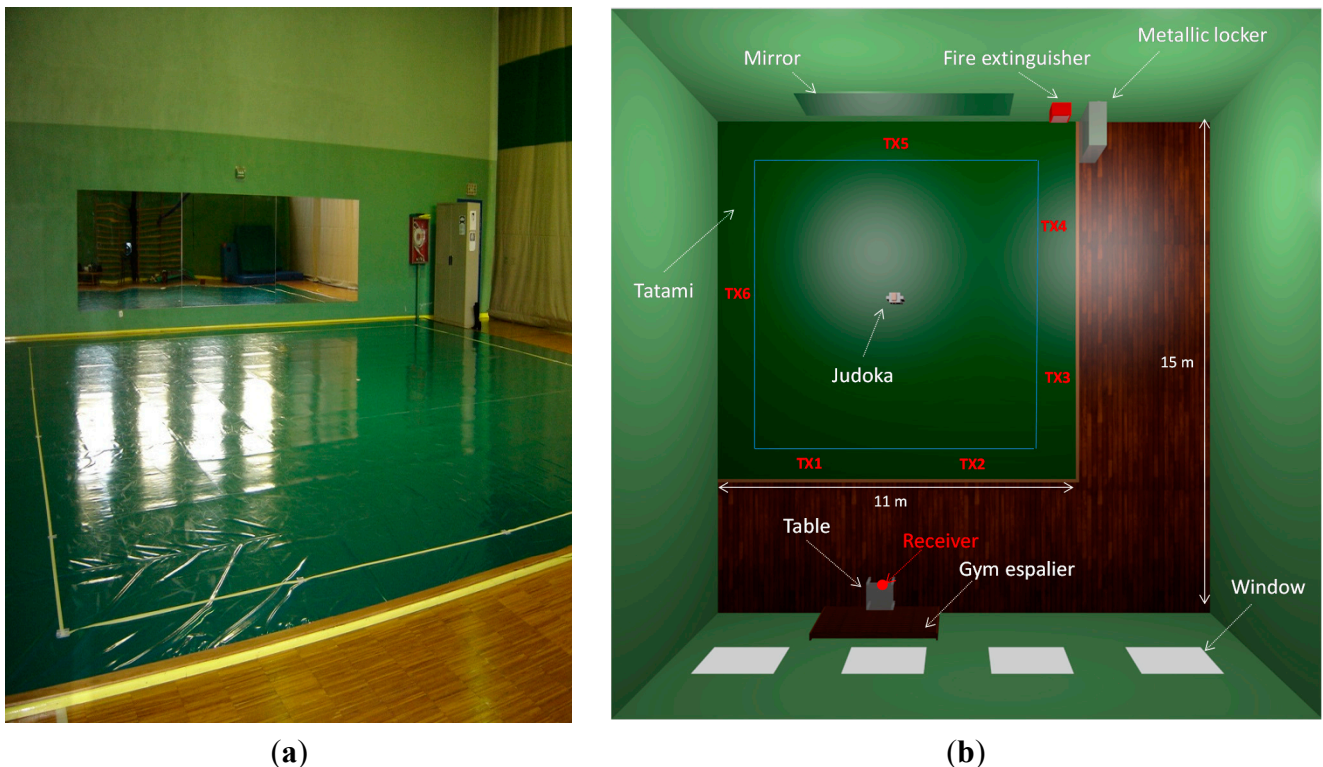 Metallic locker
Mirror
Fire extinguisher
TX5
TX4
TX6
Tatami
Judoka
15 m
TX3
TX1
TX2
11 m
Table
Receiver
Gym espalier
Window
(a)
(b)